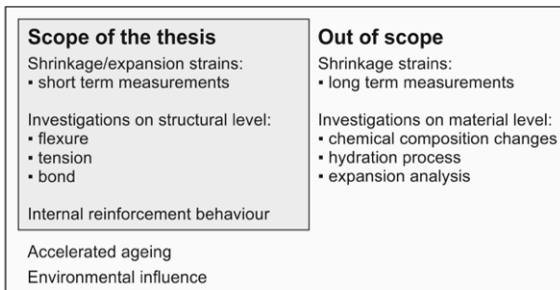 Scope of the thesis
Shrinkage/expansion strains:
▪ short term measurements
Investigations on structural level:
▪ flexure
▪ tension
▪ bond
Internal reinforcement behaviour
Out of scope
Shrinkage strains:
▪ long term measurements
Investigations on material level:
▪ chemical composition changes
▪ hydration process
▪ expansion analysis
Accelerated ageing
Environmental influence